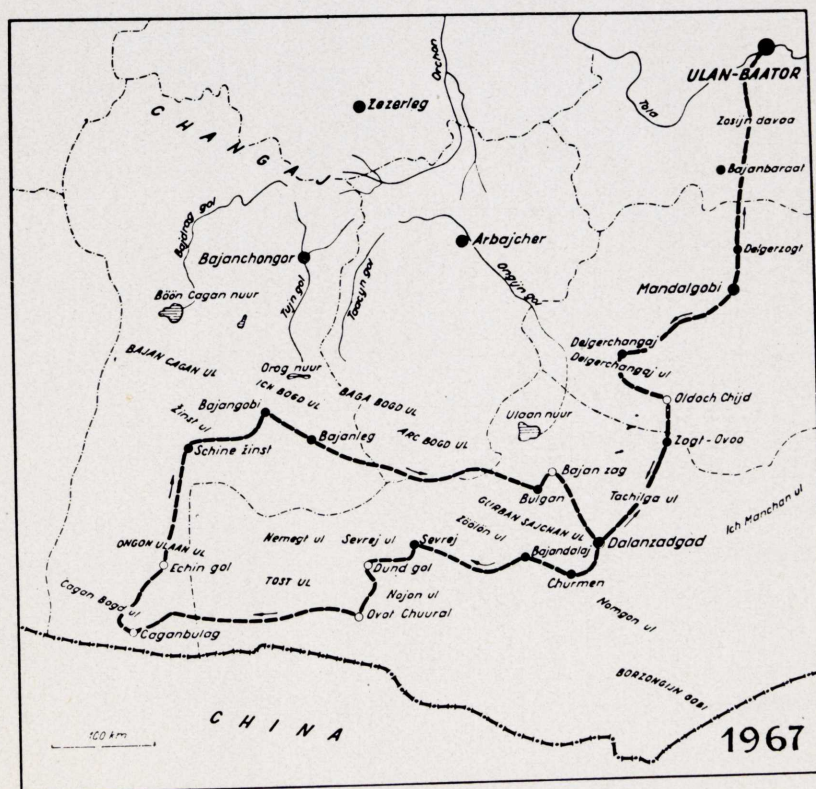 ULAN-BAATOR
Orchon
Zezerleg
Tola
CHANGAJ
Zosijn davaa
Bajanbaraat
Bajdrag gol
Arbajcher
Delgerzogt
Bajanchongor
Ongijn gol
Tujn gol
Taacyn gol
Mandalgobi
Böön Cagan nuur
Delgerchangaj
BAJAN CAGAN UL
Delgerchangaj ul
Orog nuur
ICH BOGD UL
BAGA BOGD UL
Oldoch Chijd
Žinst ul
Bajangobi
Ulaan nuur
Bajanleg
ARC BOGD UL
Zogt-Ovoo
Schine žinst
Bajan zag
Bulgan
Tachilga ul
Ich Manchan ul
GURBAN SAJCHAN UL
Zöölön ul
ONGON ULAAN UL
Nemegt ul
Sevrej ul
Sevrej
Dalanzadgad
Bajandalaj
Echin gol
Dund gol
Churmen
TOST UL
Nojon ul
Cagan Bogd ul
Nomgon ul
Ovot Chuural
Caganbulag
BORZONGIJN GOBI
CHINA
100 km
1967